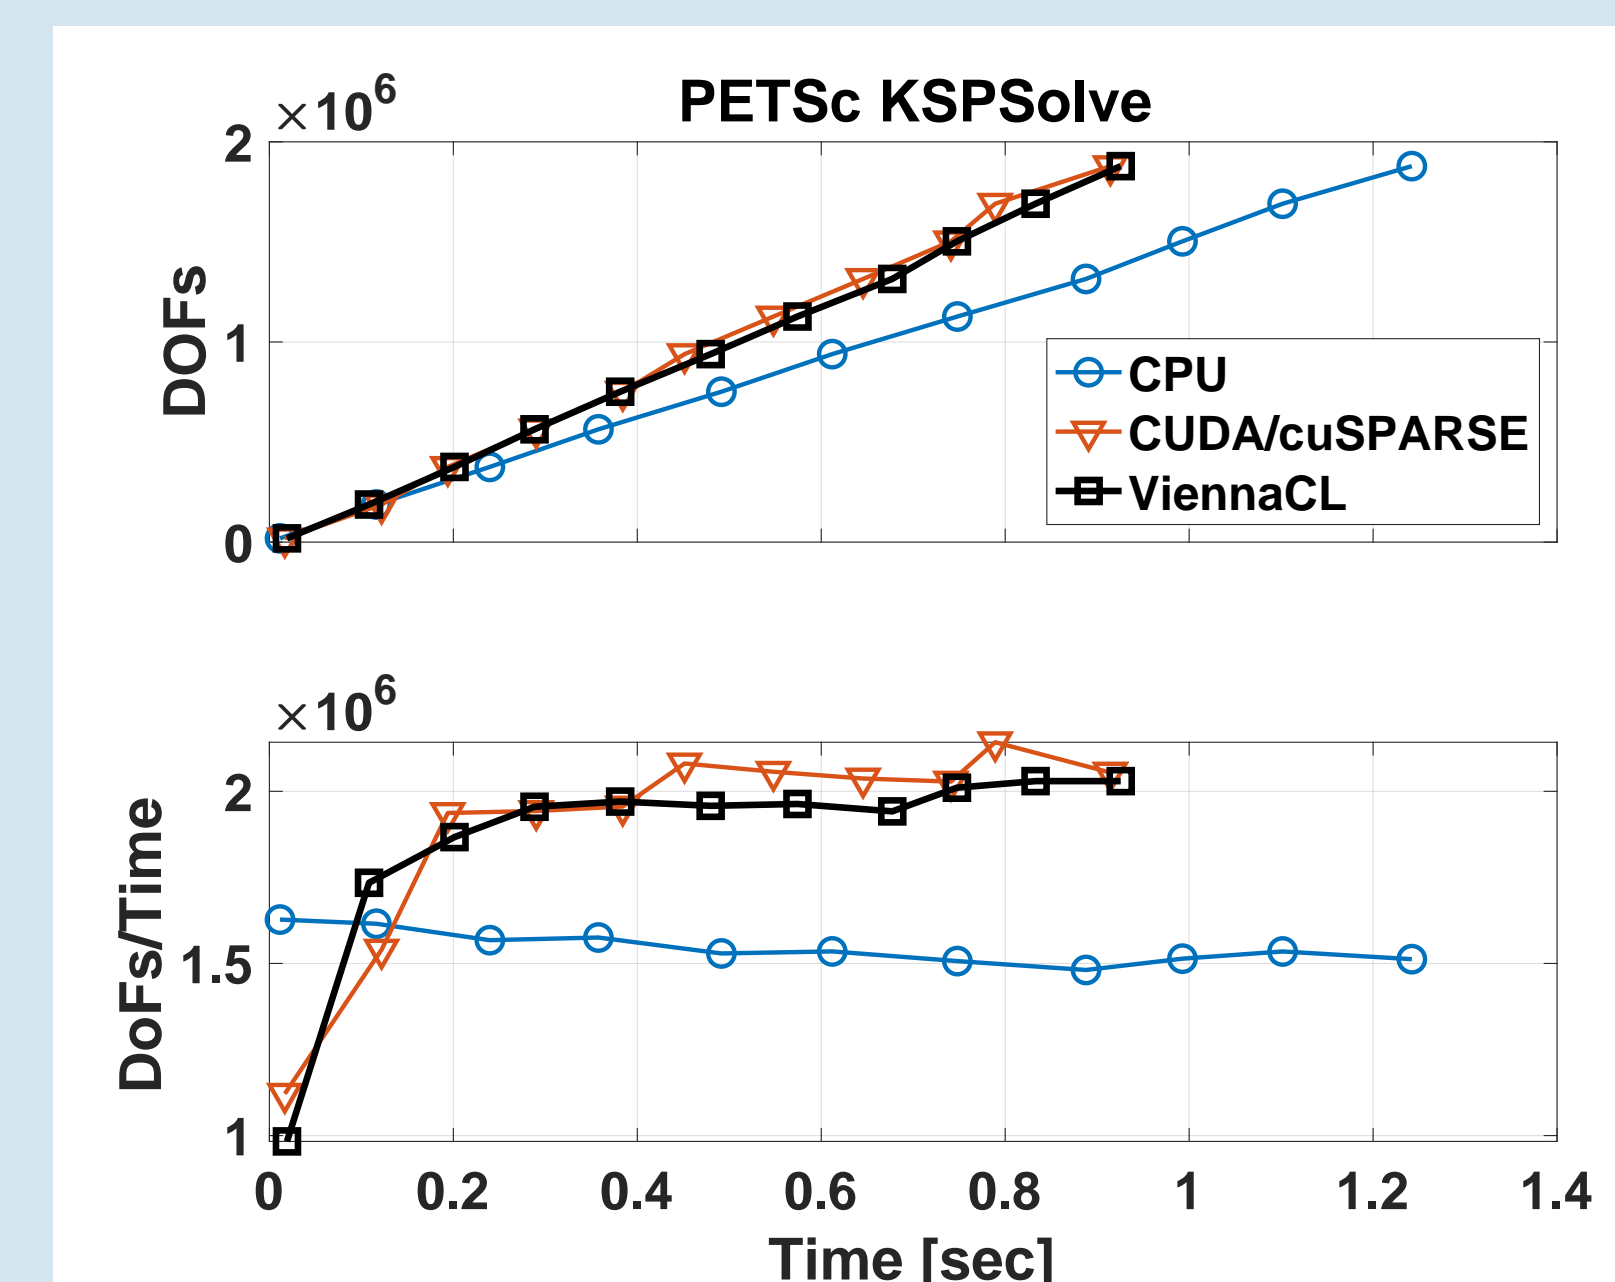 PETSc KSPSolve
×10^6
2
1
0
DOFs
CPU
CUDA/cuSPARSE
ViennaCL
×10^6
2
1.5
1
DoFs/Time
0 0.2 0.4 0.6 0.8 1 1.2 1.4
Time [sec]